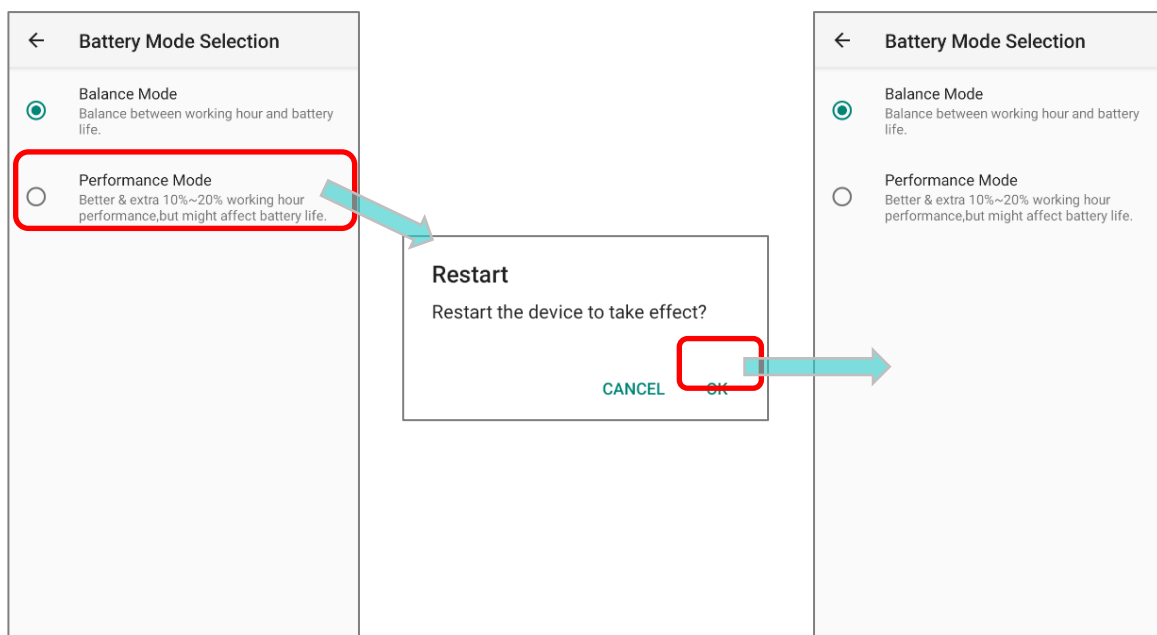 Battery Mode Selection
Balance Mode
Balance between working hour and battery
life.
Performance Mode
Better & extra 10%~20% working hour
performance,but might affect battery life.
Restart
Restart the device to take effect?
CANCEL OK
Battery Mode Selection
Balance Mode
Balance between working hour and battery
life.
Performance Mode
Better & extra 10%~20% working hour
performance,but might affect battery life.